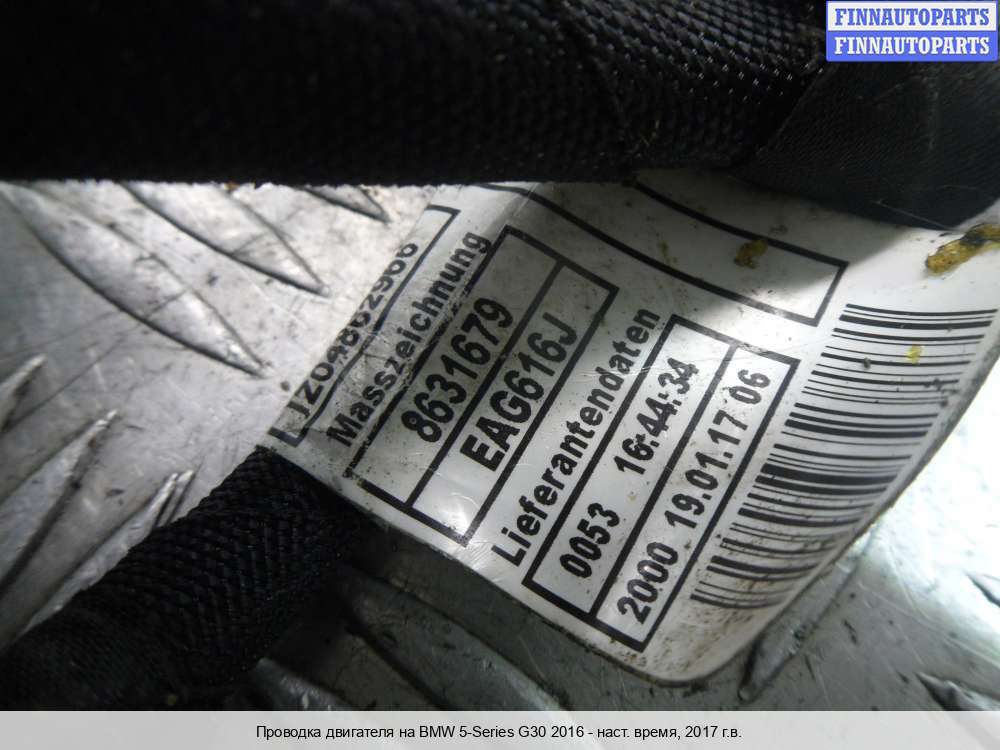 FINNAUTOPARTS
FINNAUTOPARTS
JZ04862966
Masszeichnung
8631679
EAG616J
Lieferantendaten
0053 16:44:34
2000 19.01.17 06
Проводка двигателя на BMW 5-Series G30 2016 - наст. время, 2017 г.в.